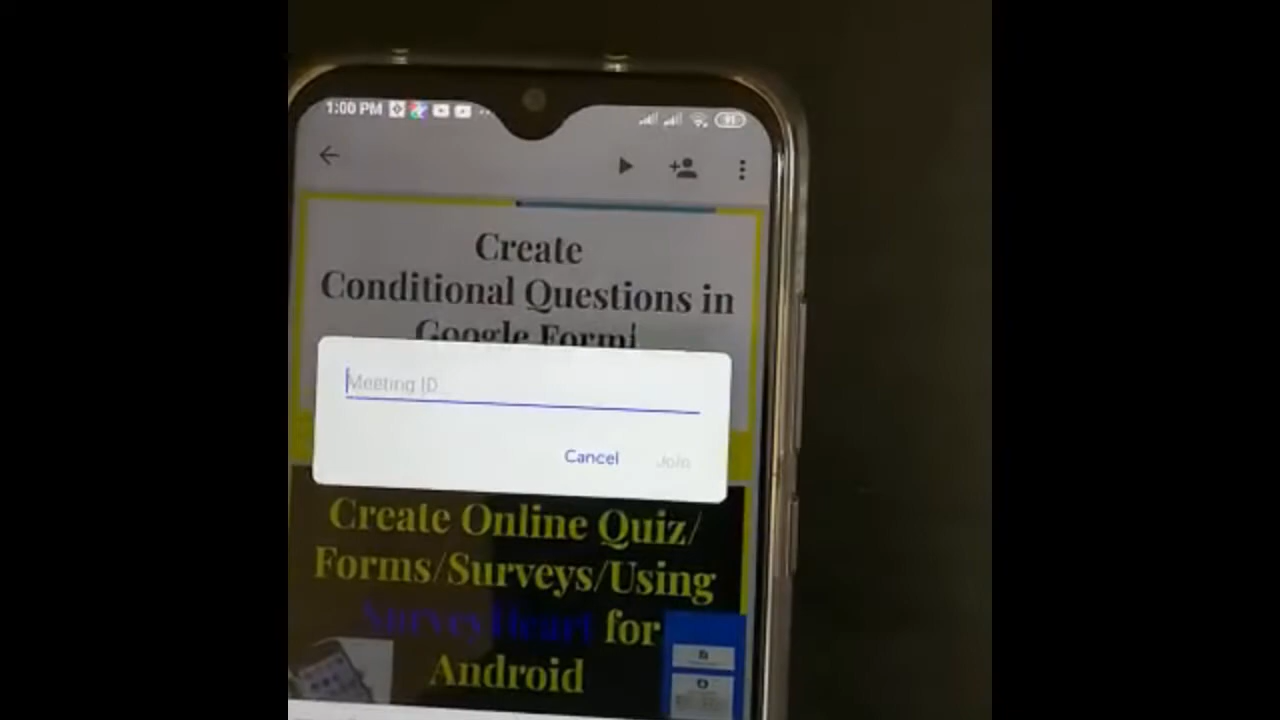 1:00 PM
91
Create
Conditional Questions in
Google Form
Meeting ID
Cancel
Join
Create Online Quiz/
Forms/Surveys/Using
SurveyHeart for
Android